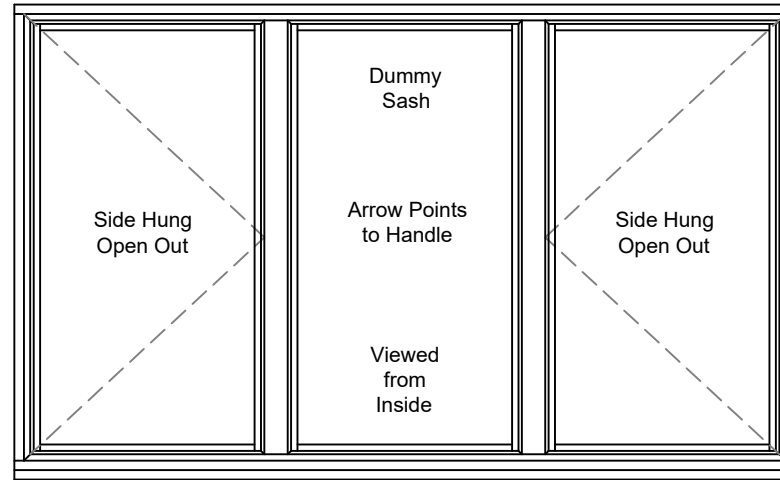 Dummy
Sash
Side Hung
Open Out
Arrow Points
to Handle
Side Hung
Open Out
Viewed
from
Inside